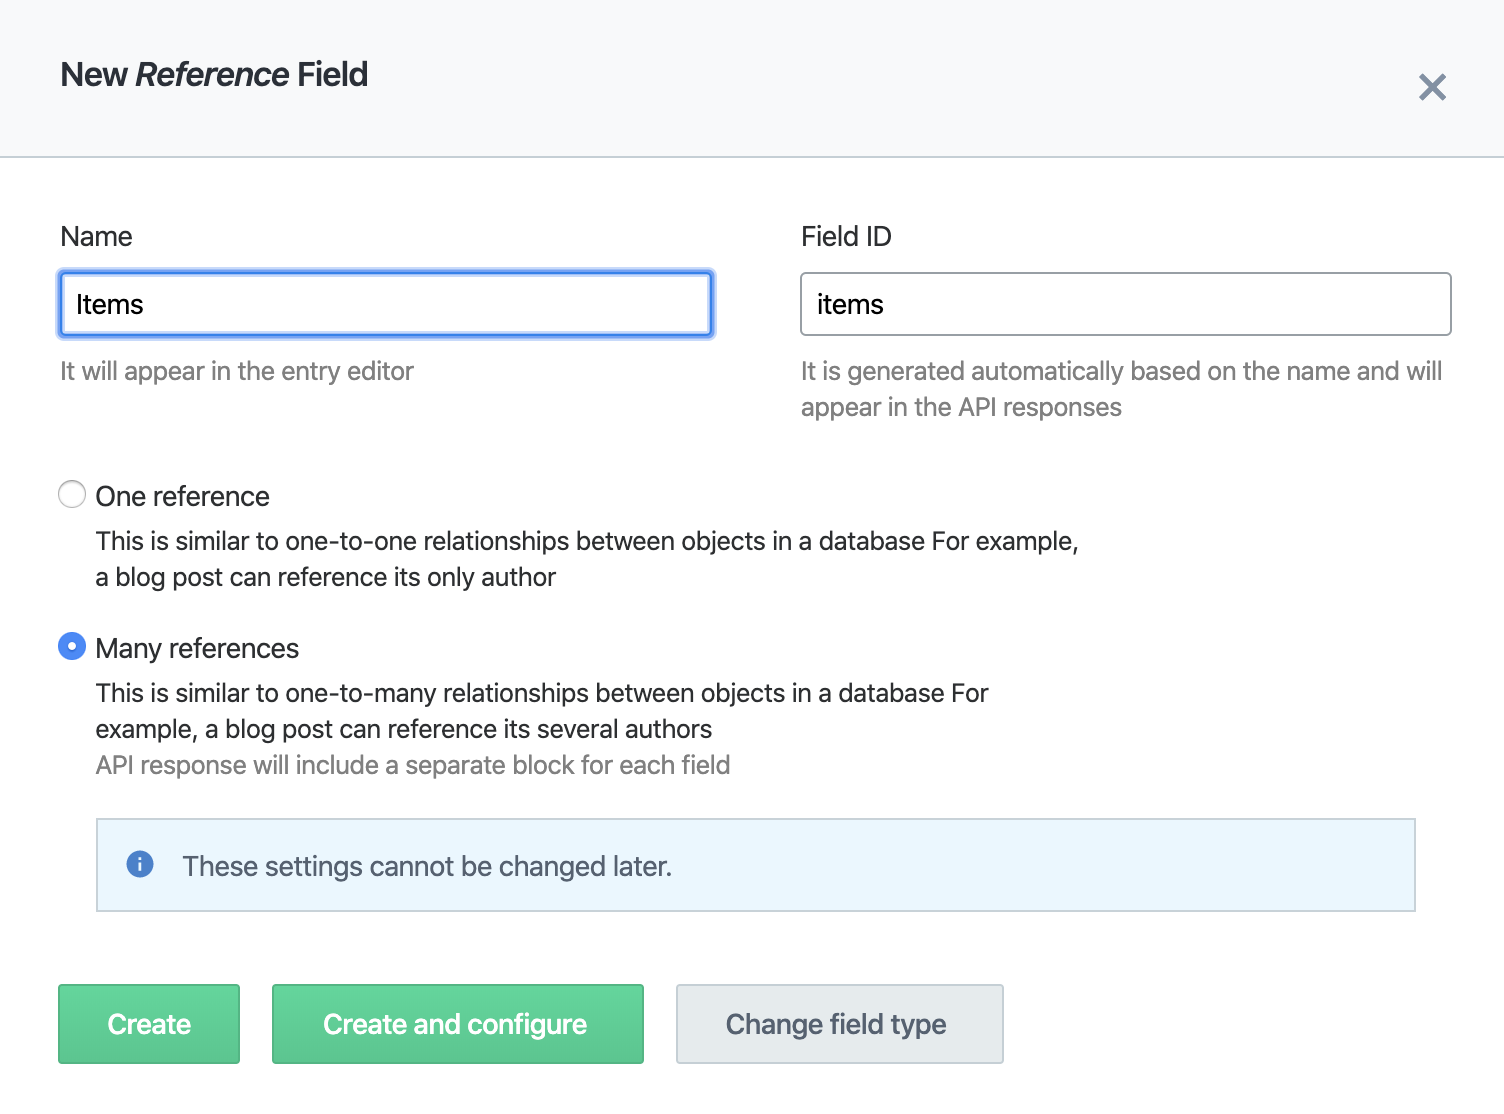 New Reference Field
Name
Field ID
Items
items
It will appear in the entry editor
It is generated automatically based on the name and will
appear in the API responses
One reference
This is similar to one-to-one relationships between objects in a database For example,
a blog post can reference its only author
Many references
This is similar to one-to-many relationships between objects in a database For
example, a blog post can reference its several authors
API response will include a separate block for each field
These settings cannot be changed later.
Create
Create and configure
Change field type